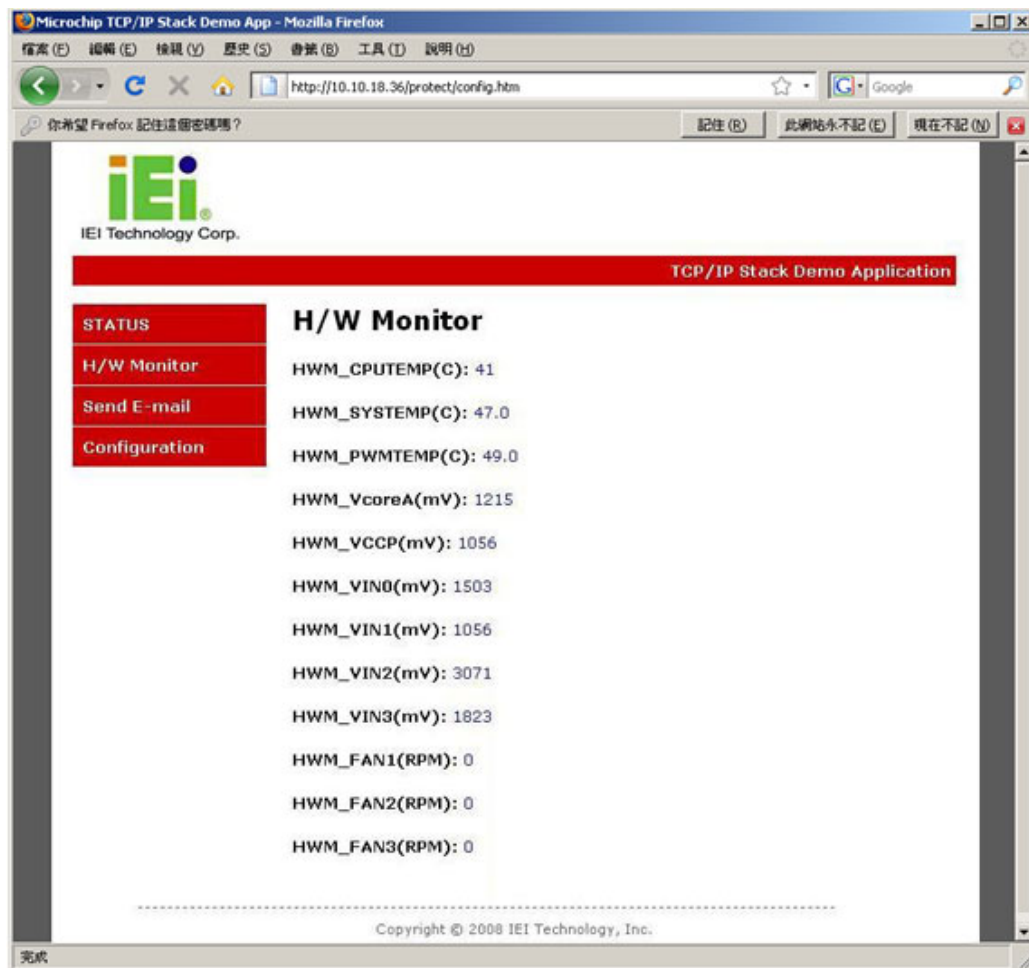 Microchip TCP/IP Stack Demo App - Mozilla Firefox
檔案(F) 編輯(E) 檢視(V) 歷史(S) 書籤(B) 工具(T) 說明(H)
http://10.10.18.36/protect/config.htm
G Google
你希望 Firefox 記住這個密碼嗎？ 記住(R) 此網站永不記(E) 現在不記(N)
iEi®
IEI Technology Corp.
TCP/IP Stack Demo Application
STATUS
H/W Monitor
Send E-mail
Configuration
H/W Monitor
HWM_CPUTEMP(C): 41
HWM_SYSTEMP(C): 47.0
HWM_PWMTEMP(C): 49.0
HWM_VcoreA(mV): 1215
HWM_VCCP(mV): 1056
HWM_VIN0(mV): 1503
HWM_VIN1(mV): 1056
HWM_VIN2(mV): 3071
HWM_VIN3(mV): 1823
HWM_FAN1(RPM): 0
HWM_FAN2(RPM): 0
HWM_FAN3(RPM): 0
Copyright © 2008 IEI Technology, Inc.
完成